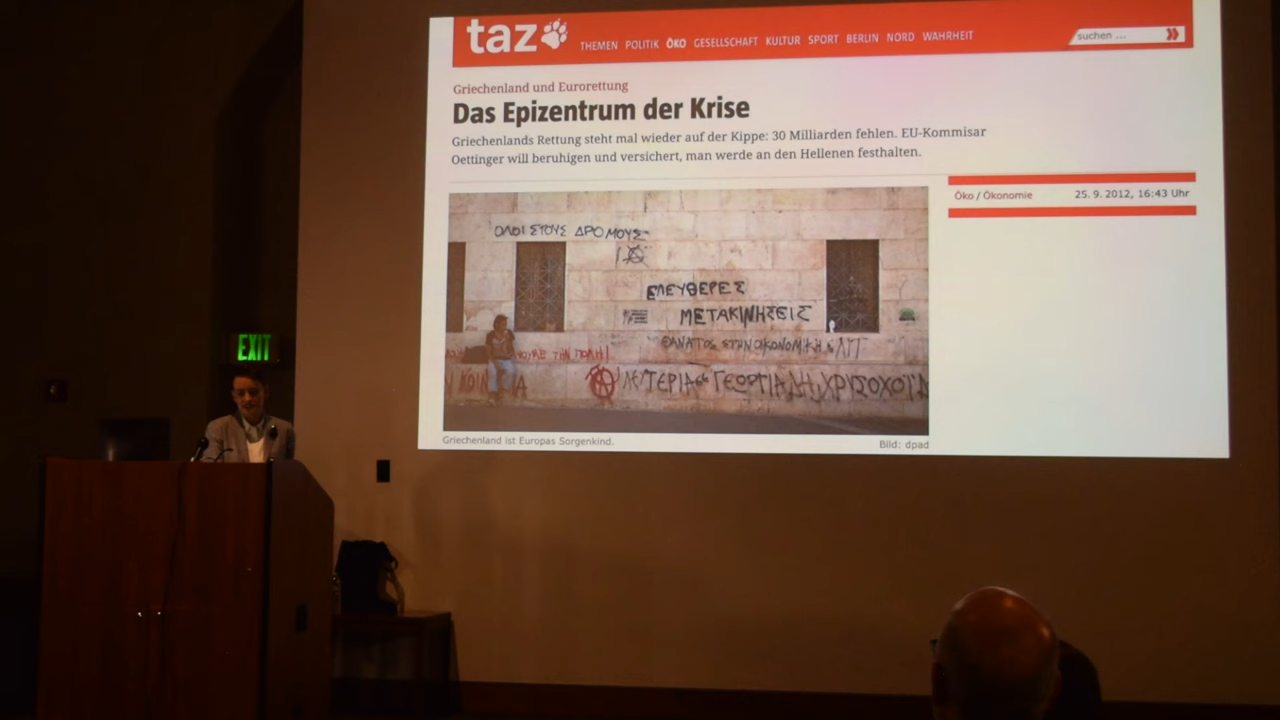 taz
THEMEN POLITIK ÖKO GESELLSCHAFT KULTUR SPORT BERLIN NORD WAHRHEIT
suchen ...
Griechenland und Eurorettung
Das Epizentrum der Krise
Griechenlands Rettung steht mal wieder auf der Kippe: 30 Milliarden fehlen. EU-Kommisar
Oettinger will beruhigen und versichert, man werde an den Hellenen festhalten.
Öko / Ökonomie 25. 9. 2012, 16:43 Uhr
ΟΛΟΙ ΣΤΟΥΣ ΔΡΟΜΟΥΣ
ΕΛΕΥΘΕΡΕΣ
ΜΕΤΑΚΙΝΗΣΕΙΣ
ΘΑΝΑΤΟΣ ΣΤΗΝ
ΤΗΝ ΠΟΛΗ!
Griechenland ist Europas Sorgenkind. Bild: dpad
EXIT